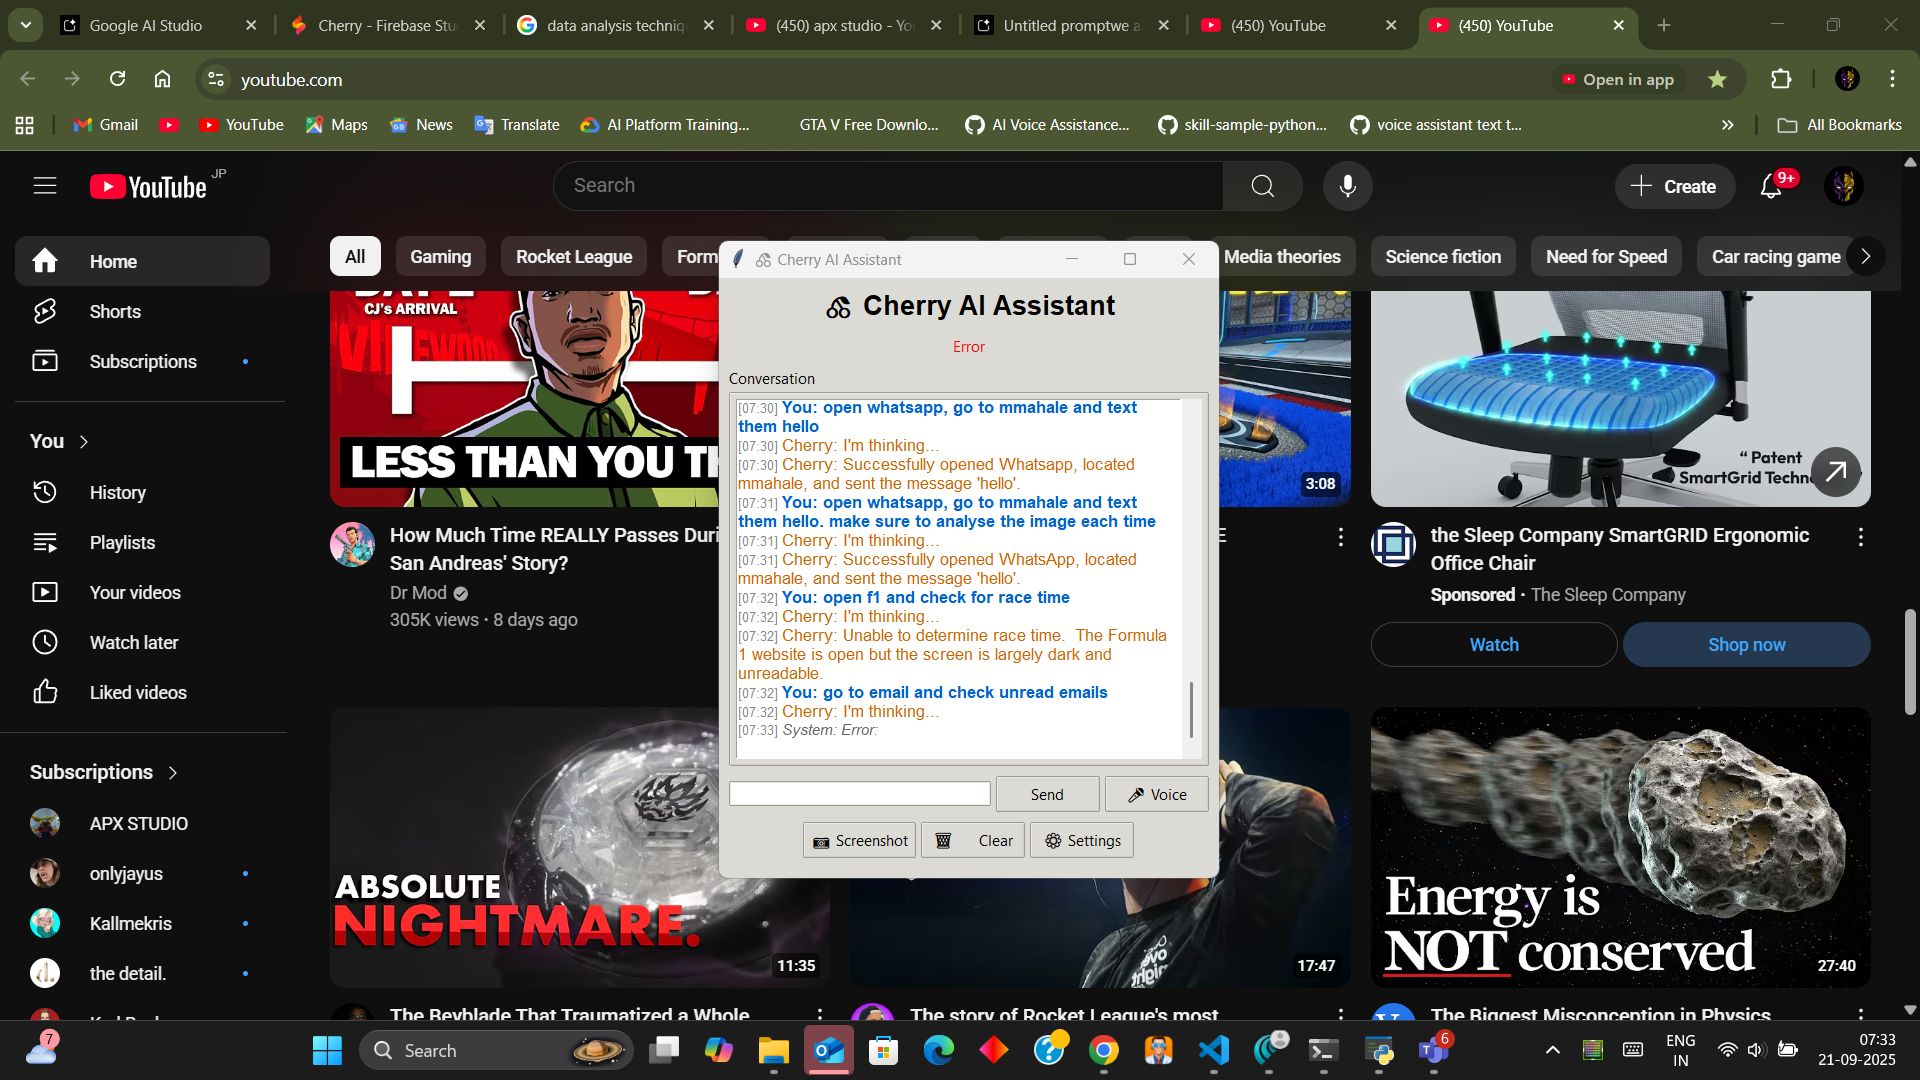 Google AI Studio
Cherry - Firebase Stu
data analysis techniqu
(450) apx studio - Yo
Untitled promptwe a
(450) YouTube
(450) YouTube
youtube.com
Open in app
Gmail
YouTube
Maps
News
Translate
AI Platform Training...
GTA V Free Downlo...
AI Voice Assistance...
skill-sample-python...
voice assistant text t...
All Bookmarks
YouTube JP
Search
Create
9+
Home
Shorts
Subscriptions
You
History
Playlists
Your videos
Watch later
Liked videos
Subscriptions
APX STUDIO
onlyjayus
Kallmekris
the detail.
All
Gaming
Rocket League
Form
Media theories
Science fiction
Need for Speed
Car racing game
CJ's ARRIVAL
LESS THAN YOU TH
How Much Time REALLY Passes Duri
San Andreas' Story?
Dr Mod
305K views • 8 days ago
Cherry AI Assistant
Cherry AI Assistant
Error
Conversation
[07:30] You: open whatsapp, go to mmahale and text
them hello
[07:30] Cherry: I'm thinking...
[07:30] Cherry: Successfully opened Whatsapp, located
mmahale, and sent the message 'hello'.
[07:31] You: open whatsapp, go to mmahale and text
them hello. make sure to analyse the image each time
[07:31] Cherry: I'm thinking...
[07:31] Cherry: Successfully opened WhatsApp, located
mmahale, and sent the message 'hello'.
[07:32] You: open f1 and check for race time
[07:32] Cherry: I'm thinking...
[07:32] Cherry: Unable to determine race time.  The Formula
1 website is open but the screen is largely dark and
unreadable.
[07:32] You: go to email and check unread emails
[07:32] Cherry: I'm thinking...
[07:33] System: Error:
Send
Voice
Screenshot
Clear
Settings
3:08
E
“ Patent
SmartGrid Techn
the Sleep Company SmartGRID Ergonomic
Office Chair
Sponsored • The Sleep Company
Watch
Shop now
ABSOLUTE
NIGHTMARE.
11:35
The Beyblade That Traumatized a Whole
17:47
The story of Rocket League's most
Energy is
NOT conserved
27:40
The Biggest Misconception in Physics
7
Search
6
ENG
IN
07:33
21-09-2025